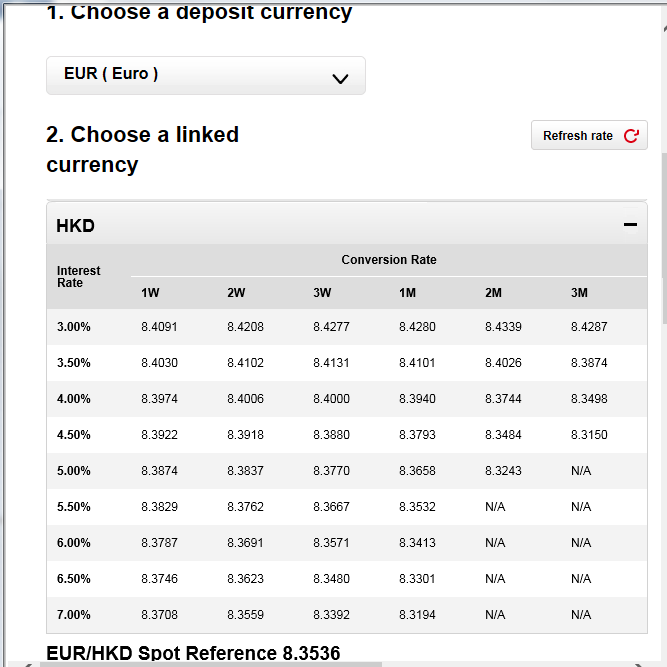 1. Choose a deposit currency
EUR ( Euro )
2. Choose a linked
currency
Refresh rate
HKD
Interest
Rate
Conversion Rate
1W 2W 3W 1M 2M 3M
3.00% 8.4091 8.4208 8.4277 8.4280 8.4339 8.4287
3.50% 8.4030 8.4102 8.4131 8.4101 8.4026 8.3874
4.00% 8.3974 8.4006 8.4000 8.3940 8.3744 8.3498
4.50% 8.3922 8.3918 8.3880 8.3793 8.3484 8.3150
5.00% 8.3874 8.3837 8.3770 8.3658 8.3243 N/A
5.50% 8.3829 8.3762 8.3667 8.3532 N/A N/A
6.00% 8.3787 8.3691 8.3571 8.3413 N/A N/A
6.50% 8.3746 8.3623 8.3480 8.3301 N/A N/A
7.00% 8.3708 8.3559 8.3392 8.3194 N/A N/A
EUR/HKD Spot Reference 8.3536